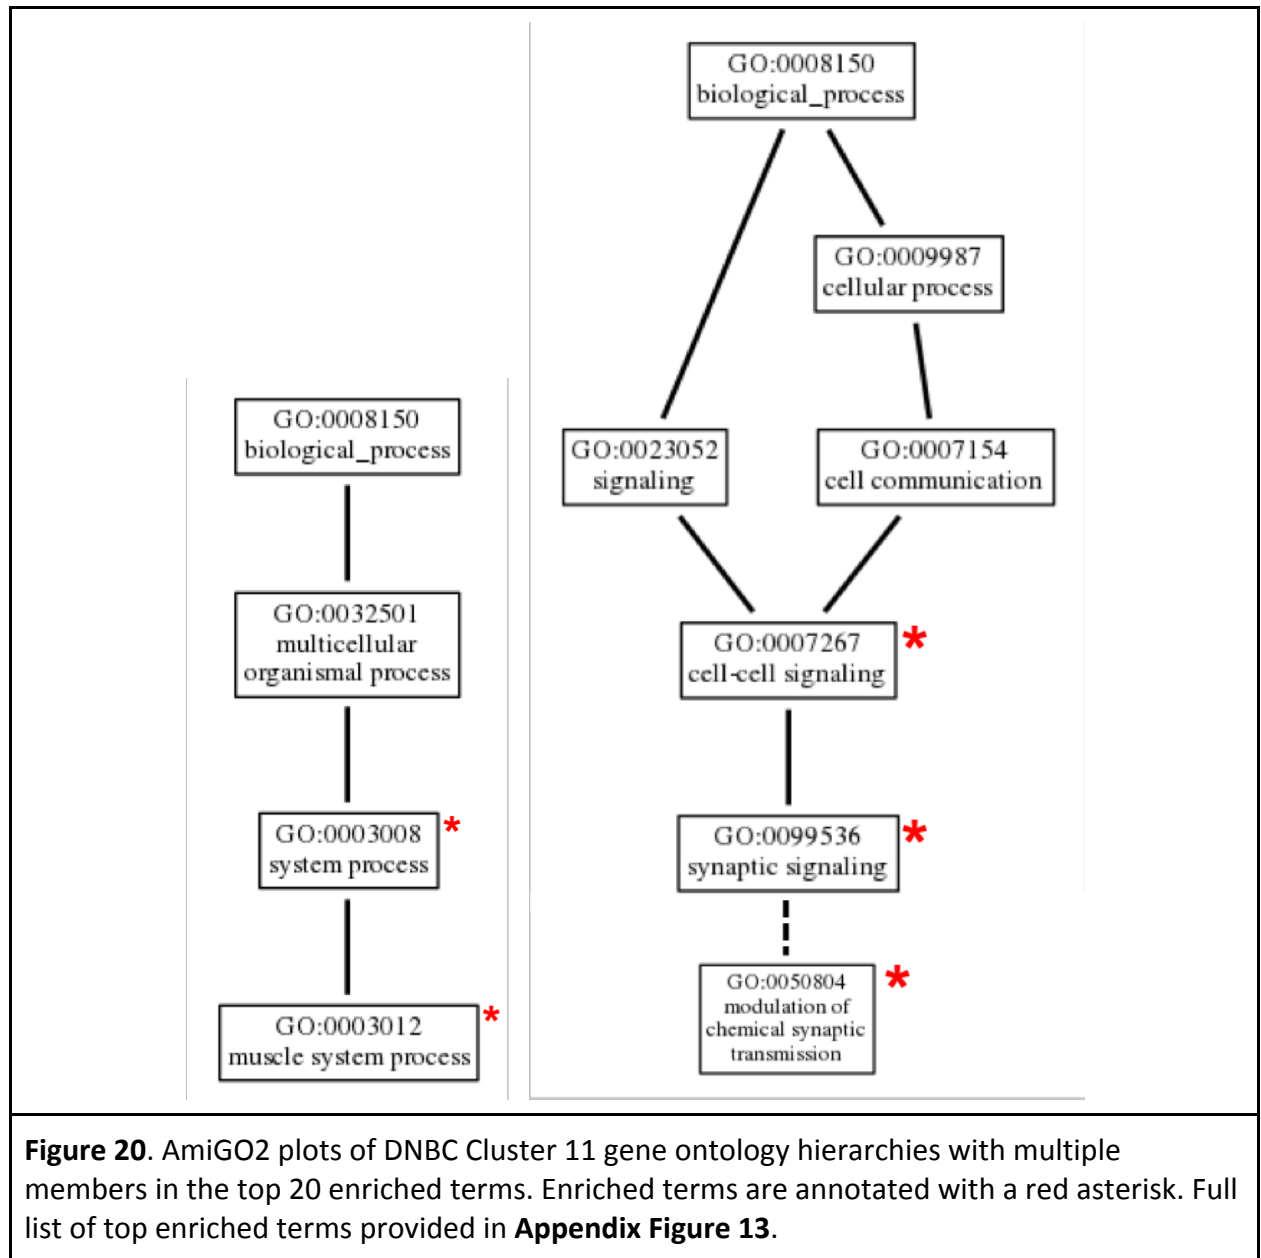 GO:0008150
biological_process
GO:0032501
multicellular
organismal process
GO:0003008
system process
*
GO:0003012
muscle system process
*
GO:0008150
biological_process
GO:0009987
cellular process
GO:0023052
signaling
GO:0007154
cell communication
GO:0007267
cell-cell signaling
*
GO:0099536
synaptic signaling
*
GO:0050804
modulation of
chemical synaptic
transmission
*
Figure 20. AmiGO2 plots of DNBC Cluster 11 gene ontology hierarchies with multiple
members in the top 20 enriched terms. Enriched terms are annotated with a red asterisk. Full
list of top enriched terms provided in Appendix Figure 13.